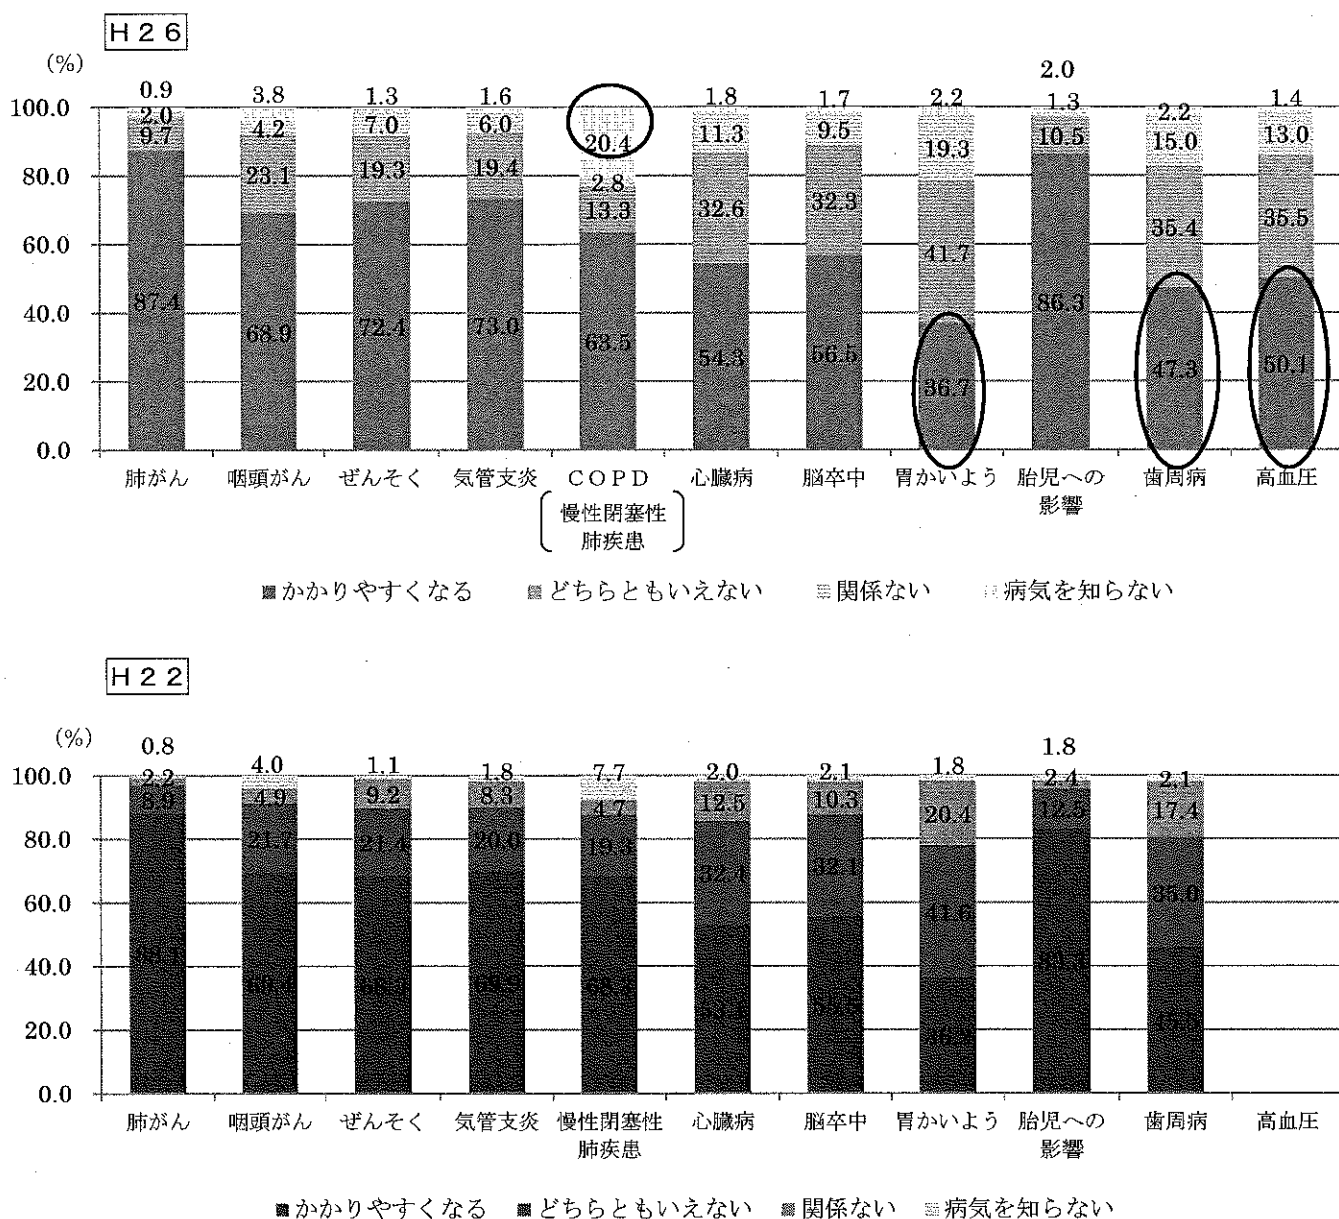 H26
(%)
0.9 3.8 1.3 1.6 1.8 1.7 2.2 2.0 1.4
100.0 2.0 4.2 7.0 6.0 20.4 11.3 9.5 19.3 1.3 2.2 13.0
9.7 23.1 19.3 19.4 2.8 32.6 32.3 41.7 10.5 15.0 35.5
80.0 13.3 35.4
60.0
40.0 87.4 68.9 72.4 73.0 63.5 54.3 56.5 36.7 86.3 47.3 50.1
20.0
0.0
肺がん 咽頭がん ぜんそく 気管支炎 COPD 心臓病 脳卒中 胃かいよう 胎児への 歯周病 高血圧
慢性閉塞性 影響
肺疾患
かかりやすくなる どちらともいえない 関係ない 病気を知らない
H22
(%)
0.8 4.0 1.1 1.8 7.7 2.0 2.1 1.8 1.8 2.1
100.0 2.2 4.9 9.2 8.3 4.7 12.5 10.3 20.4 2.4 17.4
8.9 21.4 20.0 19.3 32.4 32.1 41.6 12.5 35.0
80.0
60.0
40.0 69.9
20.0
0.0
肺がん 咽頭がん ぜんそく 気管支炎 慢性閉塞性 心臓病 脳卒中 胃かいよう 胎児への 歯周病 高血圧
肺疾患 影響
かかりやすくなる どちらともいえない 関係ない 病気を知らない